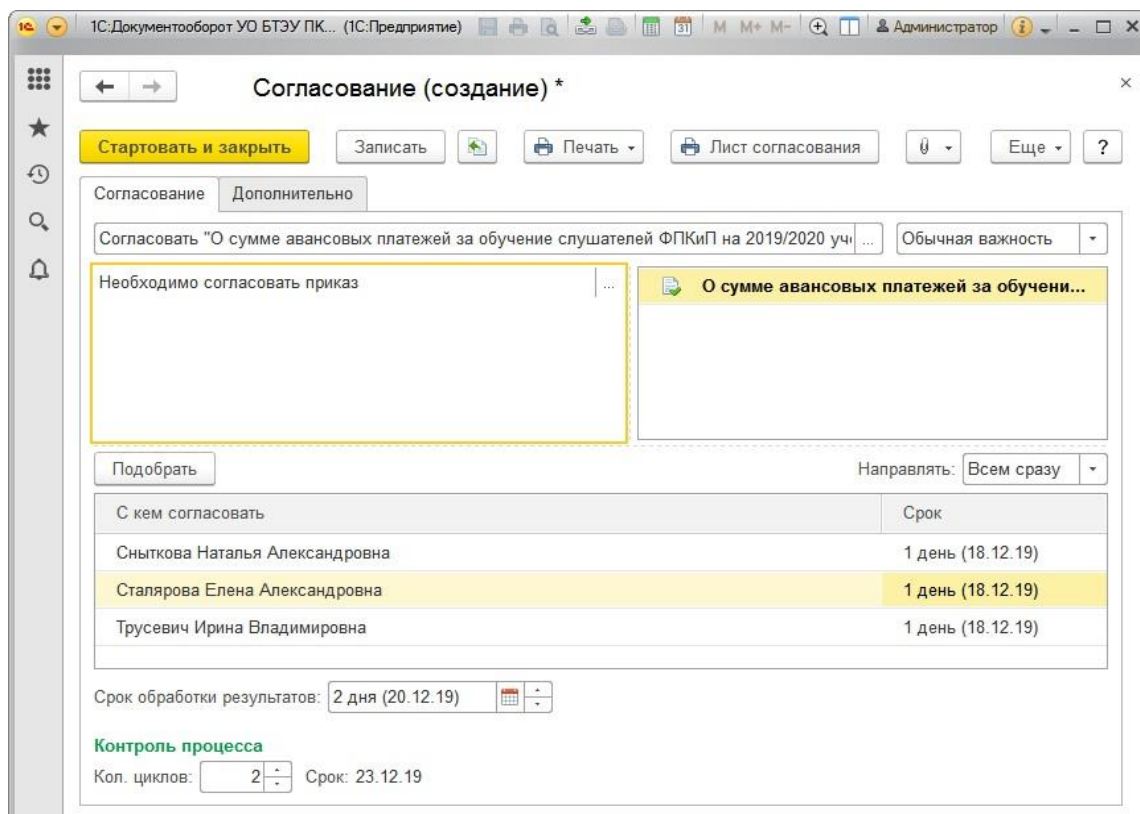 1С:Документооборот УО БТЭУ ПК... (1С:Предприятие) 31 M M+ M- Администратор
Согласование (создание) *
Стартовать и закрыть Записать Печать Лист согласования Еще ?
Согласование Дополнительно
Согласовать "О сумме авансовых платежей за обучение слушателей ФПКиП на 2019/2020 уч ... Обычная важность
Необходимо согласовать приказ ... О сумме авансовых платежей за обучени...
Подобрать Направлять: Всем сразу
С кем согласовать Срок
Сныткова Наталья Александровна 1 день (18.12.19)
Сталярова Елена Александровна 1 день (18.12.19)
Трусевич Ирина Владимировна 1 день (18.12.19)
Срок обработки результатов: 2 дня (20.12.19)
Контроль процесса
Кол. циклов: 2 Срок: 23.12.19